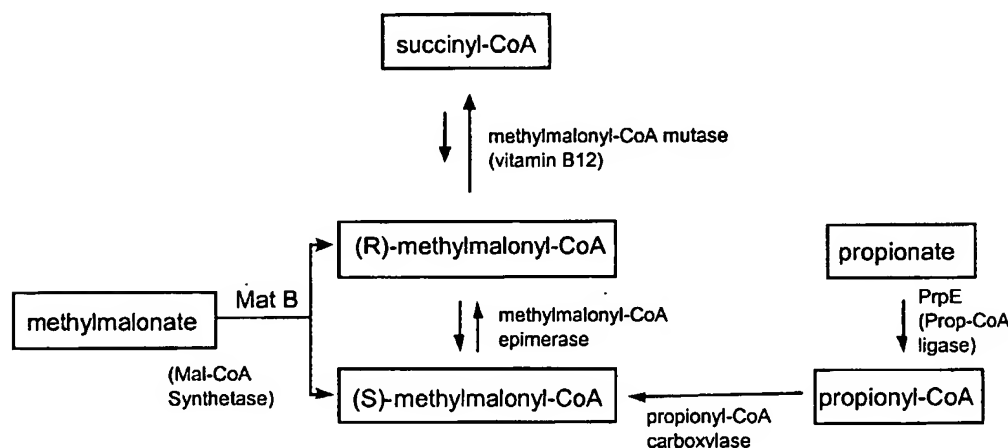 succinyl-CoA
methylmalonyl-CoA mutase
(vitamin B12)
(R)-methylmalonyl-CoA
propionate
Mat B
methylmalonate
methylmalonyl-CoA
epimerase
PrpE
(Prop-CoA
ligase)
(Mal-CoA
Synthetase)
(S)-methylmalonyl-CoA
propionyl-CoA
propionyl-CoA
carboxylase